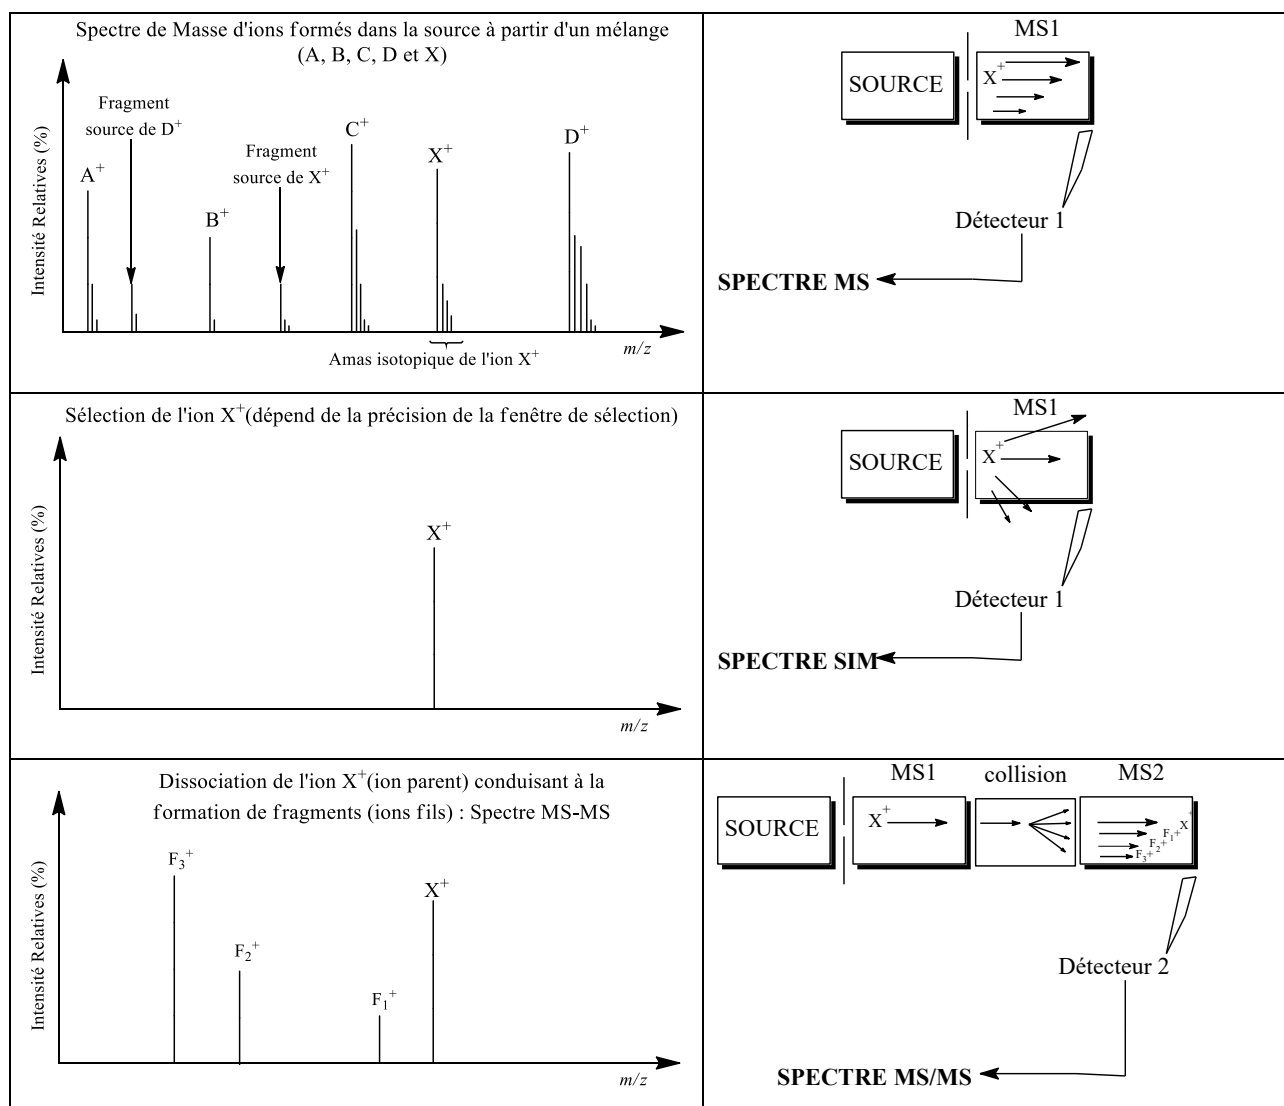 Spectre de Masse d'ions formés dans la source à partir d'un mélange
(A, B, C, D et X)
Intensité Relatives (%)
A+
Fragment
source de D+
B+
Fragment
source de X+
C+
X+
D+
m/z
Amas isotopique de l'ion X+
MS1
SOURCE
X+
Détecteur 1
SPECTRE MS
Sélection de l'ion X+(dépend de la précision de la fenêtre de sélection)
Intensité Relatives (%)
X+
m/z
MS1
SOURCE
X+
Détecteur 1
SPECTRE SIM
Dissociation de l'ion X+(ion parent) conduisant à la
formation de fragments (ions fils) : Spectre MS-MS
Intensité Relatives (%)
F3+
F2+
F1+
X+
m/z
MS1
collision
MS2
SOURCE
X+
F3+ F2+ F1+ X+
Détecteur 2
SPECTRE MS/MS